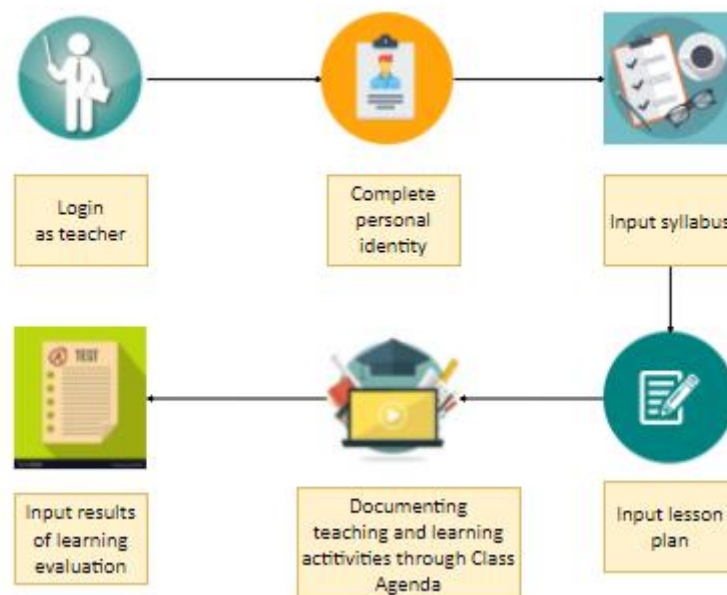 Login
as teacher
Complete
personal
identity
Input syllabus
TEST
Input lesson
plan
Documenting
teaching and learning
actitivities through Class
Agenda
Input results
of learning
evaluation